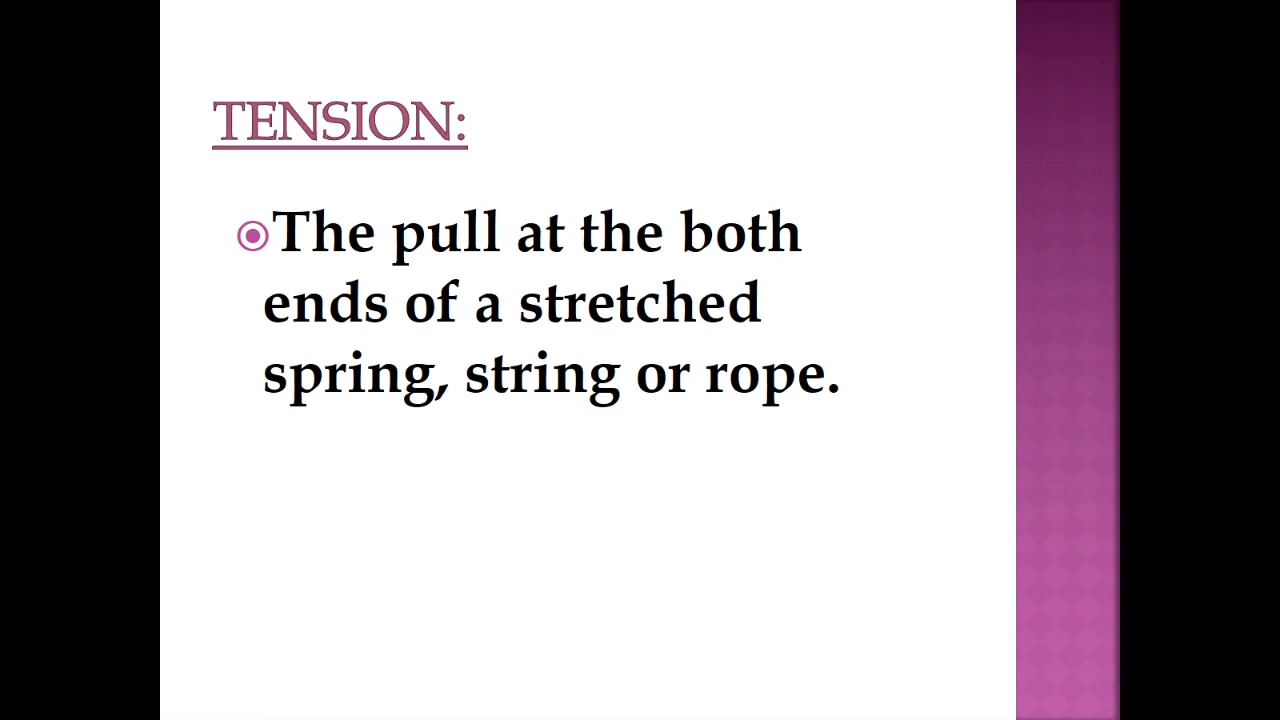 TENSION:
The pull at the both
ends of a stretched
spring, string or rope.